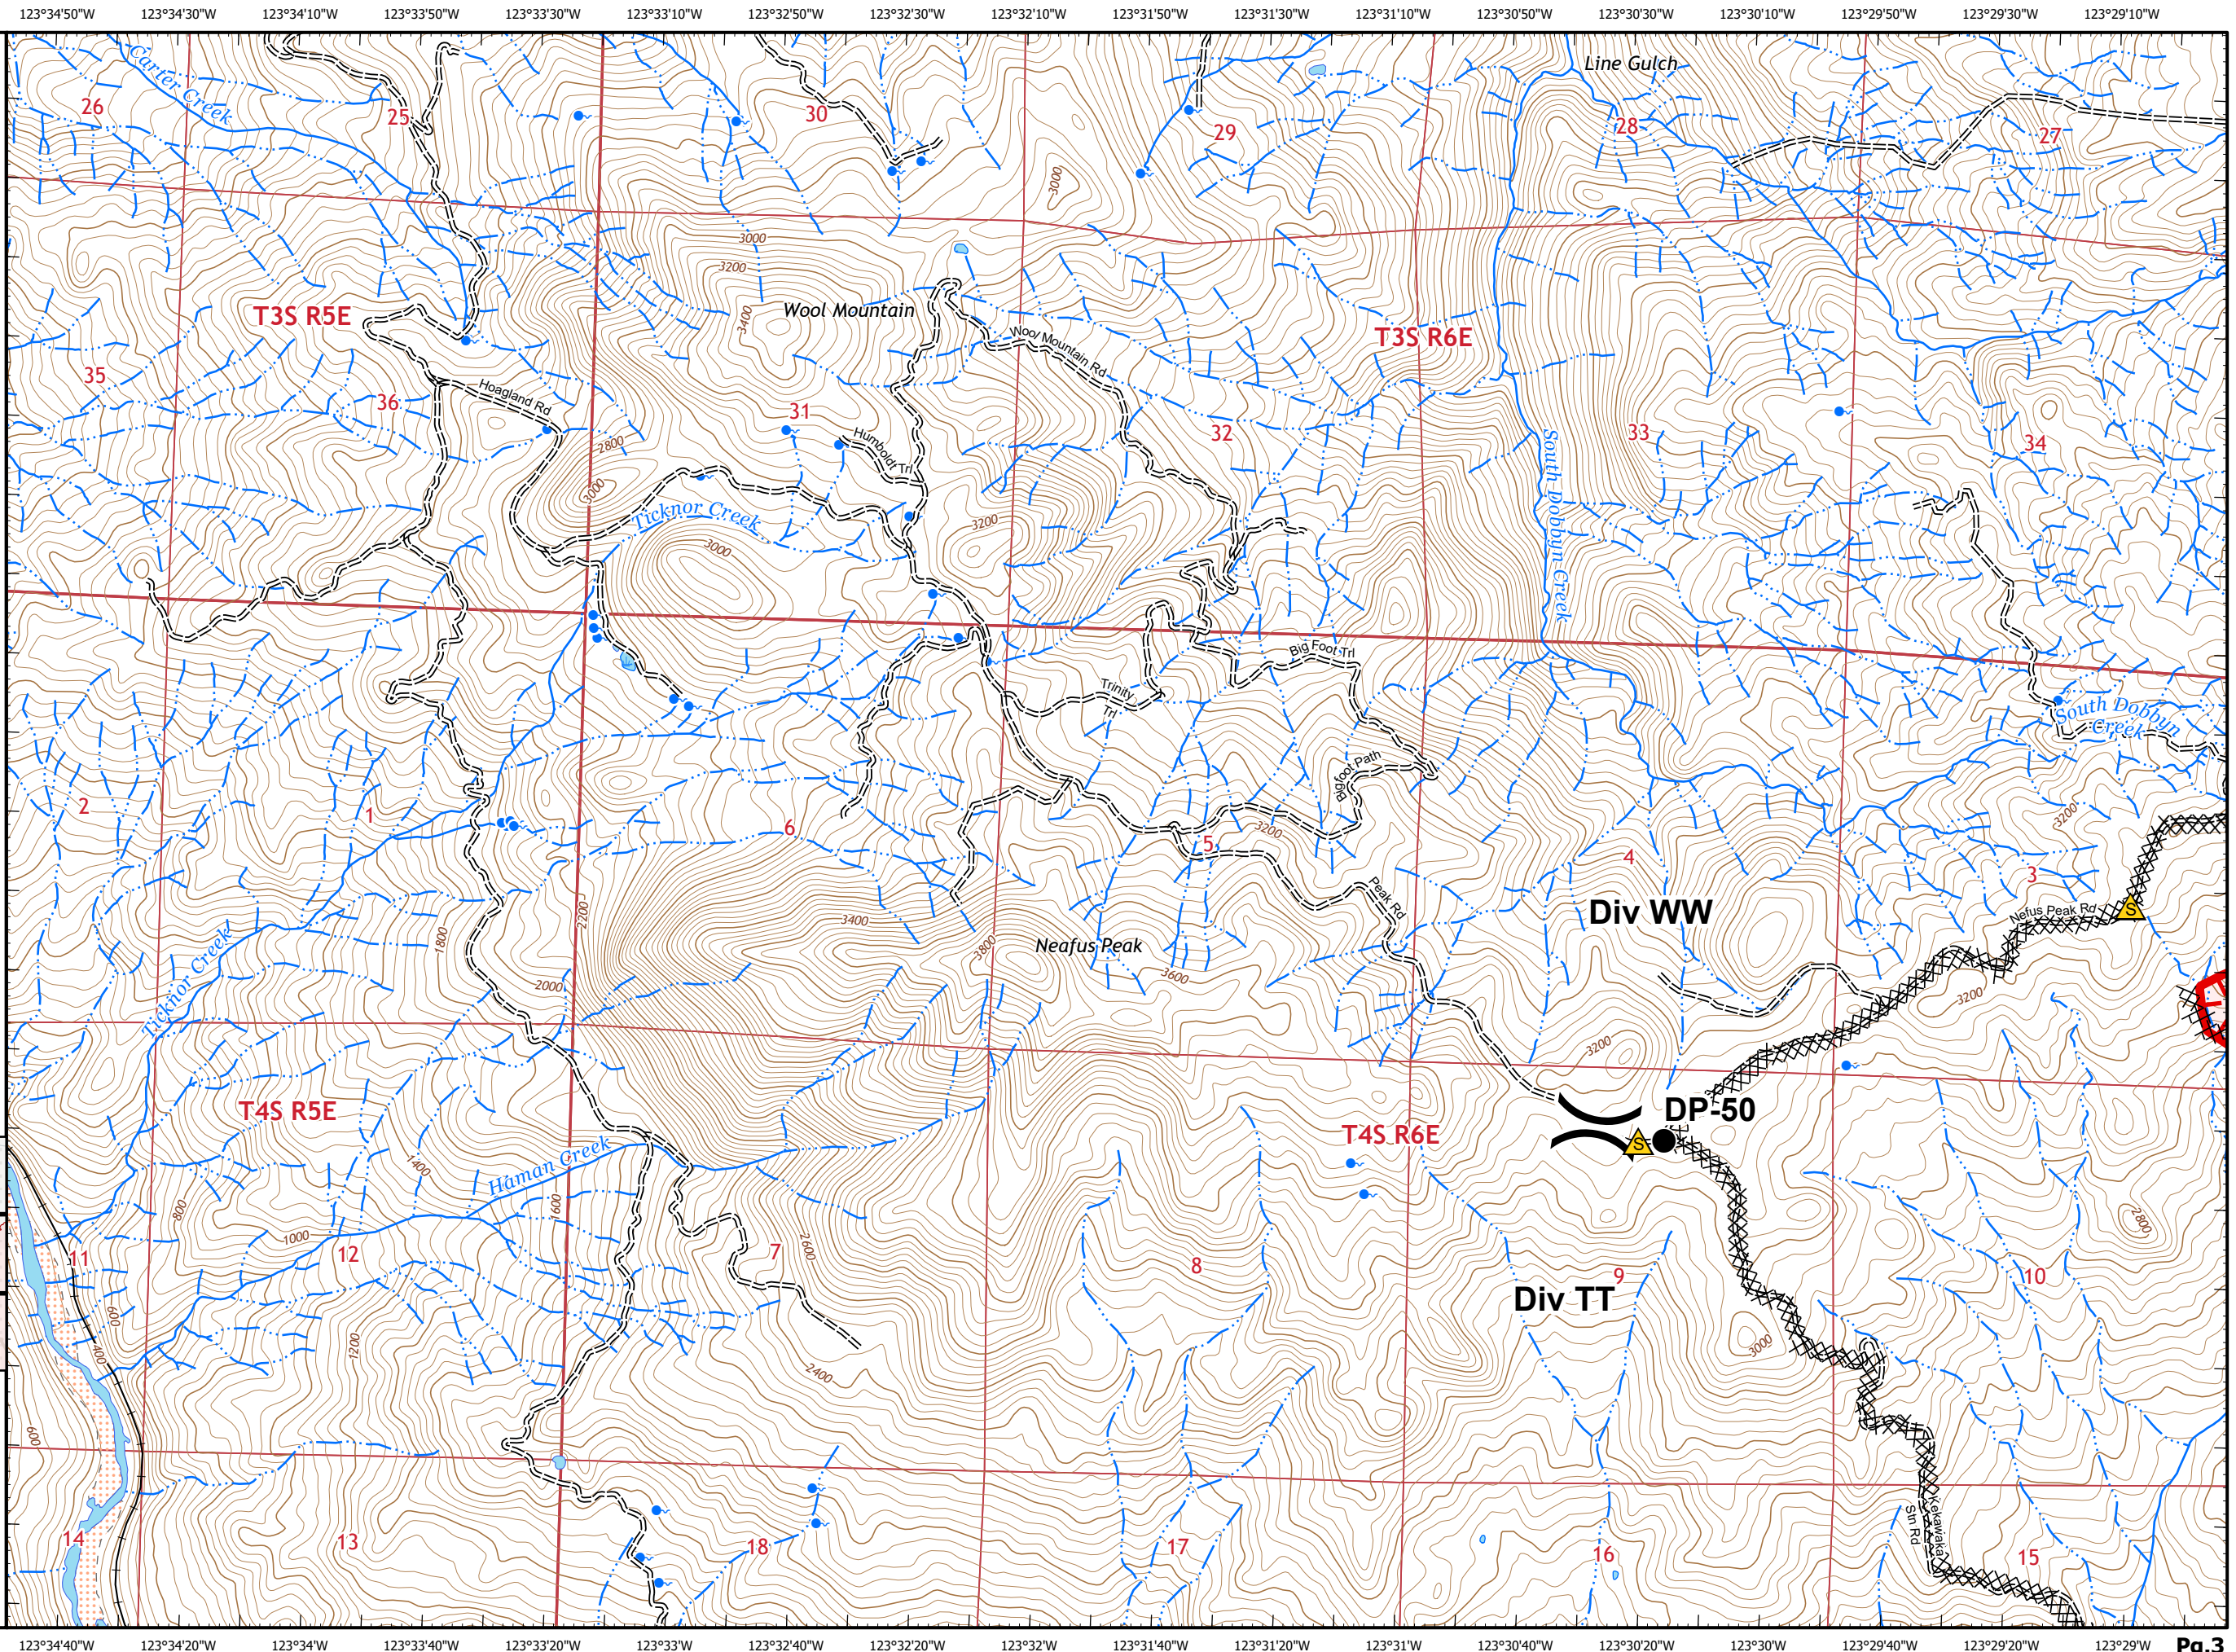 123°34'50"W 123°34'30"W 123°34'10"W 123°33'50"W 123°33'30"W 123°33'10"W 123°32'50"W 123°32'30"W 123°32'10"W 123°31'50"W 123°31'30"W 123°31'10"W 123°30'50"W 123°30'30"W 123°30'10"W 123°29'50"W 123°29'30"W 123°29'10"W
Carter Creek
Line Gulch
26
25
30
29
28
27
3000
3000
3200
3400
Wool Mountain
T3S R5E
T3S R6E
Wool Mountain Rd
35
36
Hoagland Rd
31
32
33
34
Humboldt Trl
2800
3000
Ticknor Creek
3200
3000
South Dobbyn Creek
Big Foot Trl
Trinity
Trl
South Dobbyn
Creek
Bigfoot Path
2
1
6
5
3200
4
3
3200
Peak Rd
Div WW
Nefus Peak Rd
S
2200
3400
1800
Neafus Peak
3800
3600
2000
Ticknor Creek
3200
3200
T4S R5E
DP-50
T4S R6E
S
Haman Creek
1400
1600
800
1000
2800
11
12
7
2600
8
9
10
Div TT
600
400
1200
3000
2400
600
Kekawaka
Stn Rd
14
13
18
17
16
15
123°34'40"W 123°34'20"W 123°34'W 123°33'40"W 123°33'20"W 123°33'W 123°32'40"W 123°32'20"W 123°32'W 123°31'40"W 123°31'20"W 123°31'W 123°30'40"W 123°30'20"W 123°30'W 123°29'40"W 123°29'20"W 123°29'W
Pg.3